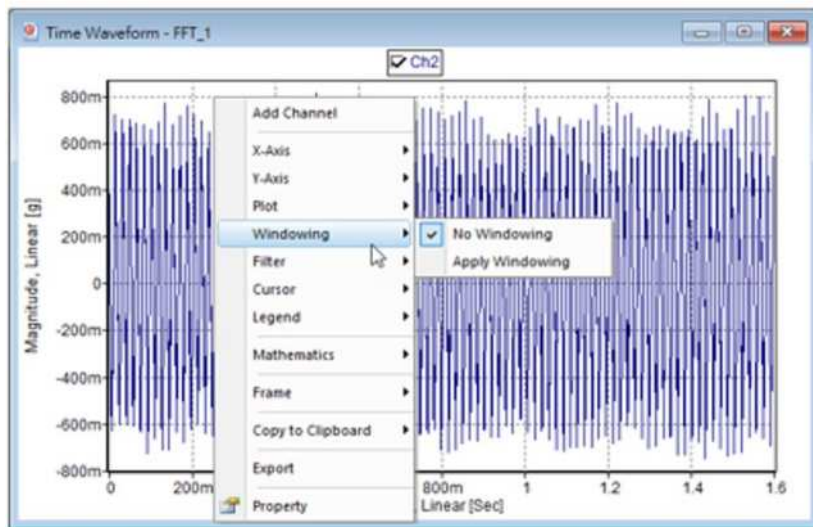 Time Waveform - FFT_1
Ch2
Magnitude, Linear [g]
800m
600m
400m
200m
0
-200m
-400m
-600m
-800m
Add Channel
X-Axis
Y-Axis
Plot
Windowing
No Windowing
Apply Windowing
Filter
Cursor
Legend
Mathematics
Frame
Copy to Clipboard
Export
Property
0
200m
800m
1
1.2
1.4
1.6
, Linear [Sec]